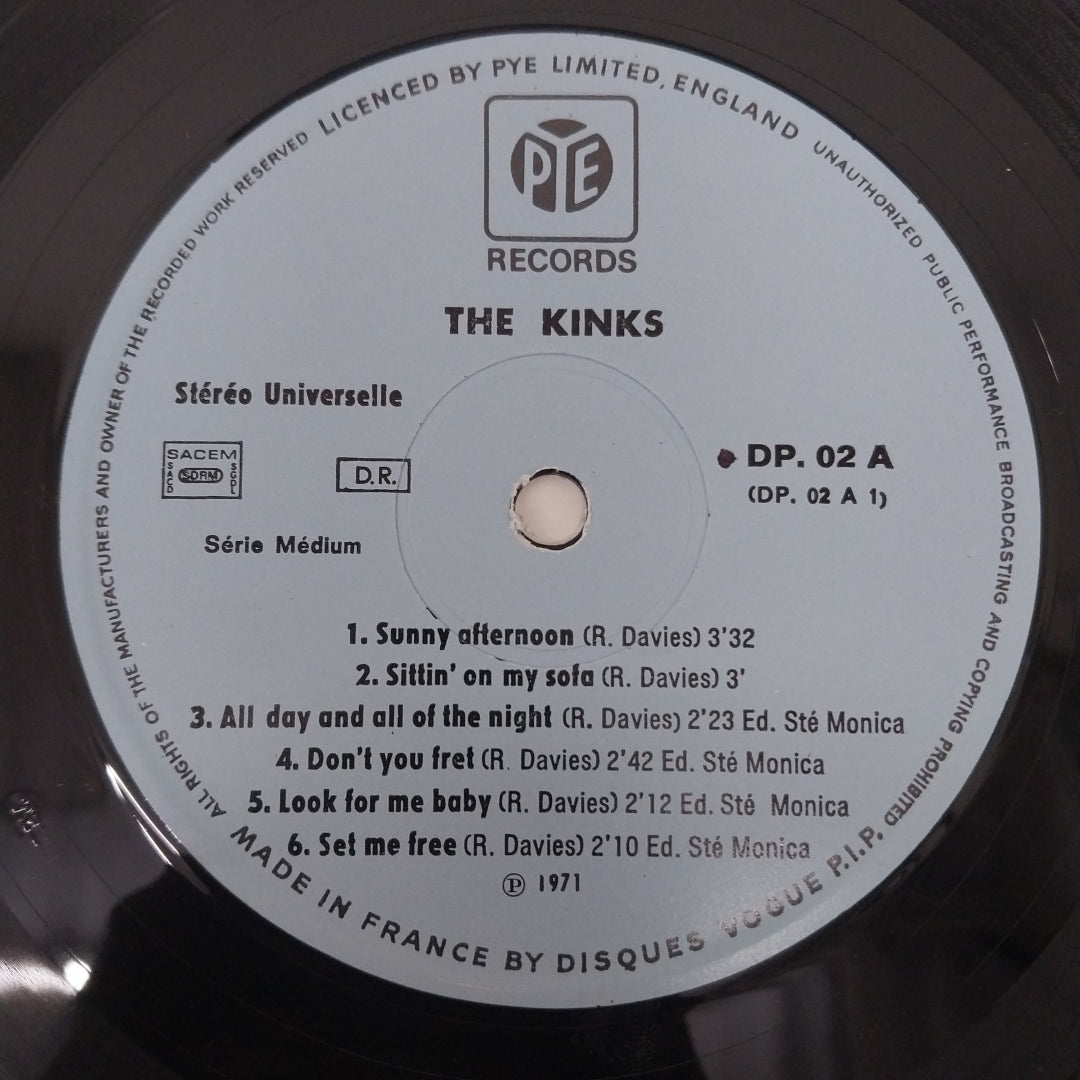 ALL RIGHTS OF THE MANUFACTURERS AND OWNER OF THE RECORDED WORK RESERVED LICENCED BY PYE LIMITED, ENGLAND UNAUTHORIZED PUBLIC PERFORMANCE BROADCASTING AND COPYING PROHIBITED
PYE
RECORDS
THE KINKS
Stéréo Universelle
SACEM
SACD SDRM SGDL
D.R.
DP. 02 A
(DP. 02 A 1)
Série Médium
1. Sunny afternoon (R. Davies) 3'32
2. Sittin' on my sofa (R. Davies) 3'
3. All day and all of the night (R. Davies) 2'23 Ed. Sté Monica
4. Don't you fret (R. Davies) 2'42 Ed. Sté Monica
5. Look for me baby (R. Davies) 2'12 Ed. Sté Monica
6. Set me free (R. Davies) 2'10 Ed. Sté Monica
℗ 1971
MADE IN FRANCE BY DISQUES VOGUE P.I.P.